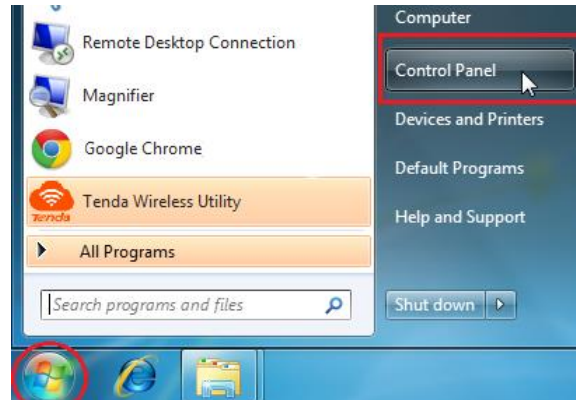 Remote Desktop Connection
Magnifier
Google Chrome
Tenda
Tenda Wireless Utility
All Programs
Search programs and files
Computer
Control Panel
Devices and Printers
Default Programs
Help and Support
Shut down